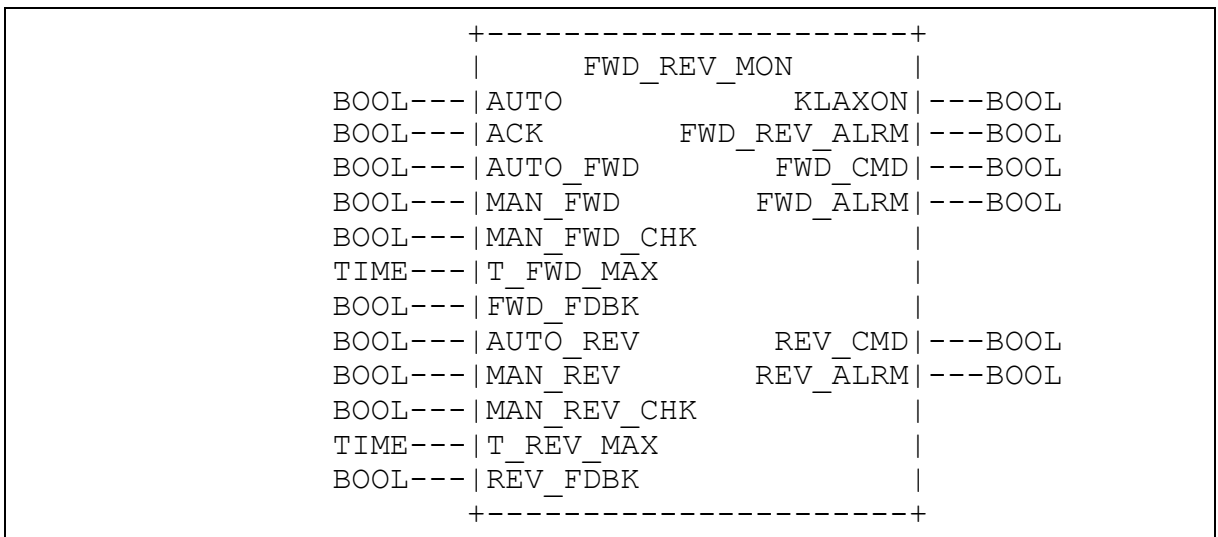 +----------------------+
|     FWD_REV_MON      |
BOOL---|AUTO            KLAXON|---BOOL
BOOL---|ACK      FWD_REV_ALRM|---BOOL
BOOL---|AUTO_FWD       FWD_CMD|---BOOL
BOOL---|MAN_FWD       FWD_ALRM|---BOOL
BOOL---|MAN_FWD_CHK           |
TIME---|T_FWD_MAX             |
BOOL---|FWD_FDBK              |
BOOL---|AUTO_REV       REV_CMD|---BOOL
BOOL---|MAN_REV       REV_ALRM|---BOOL
BOOL---|MAN_REV_CHK           |
TIME---|T_REV_MAX             |
BOOL---|REV_FDBK              |
+----------------------+